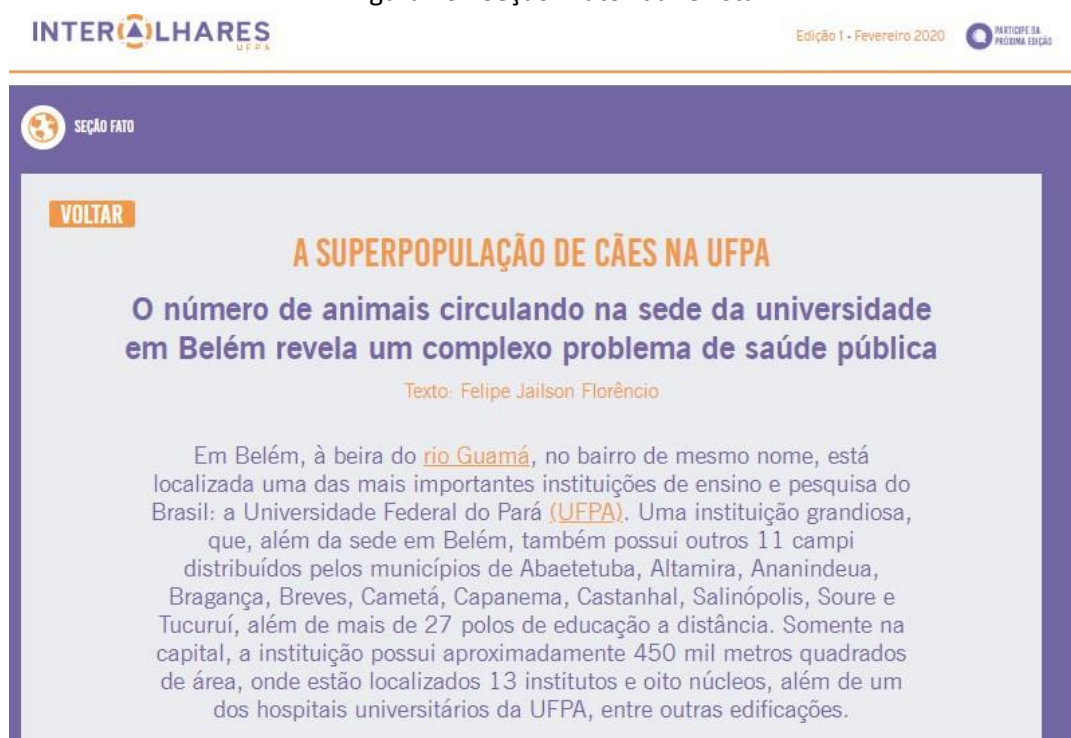 INTEROLHARES
UFPA
Edição 1 - Fevereiro 2020
PARTICIPE DA
PRÓXIMA EDIÇÃO
SEÇÃO FATO
VOLTAR
A SUPERPOPULAÇÃO DE CÃES NA UFPA
O número de animais circulando na sede da universidade
em Belém revela um complexo problema de saúde pública
Texto: Felipe Jailson Florêncio
Em Belém, à beira do rio Guamá, no bairro de mesmo nome, está
localizada uma das mais importantes instituições de ensino e pesquisa do
Brasil: a Universidade Federal do Pará (UFPA). Uma instituição grandiosa,
que, além da sede em Belém, também possui outros 11 campi
distribuídos pelos municípios de Abaetetuba, Altamira, Ananindeua,
Bragança, Breves, Cametá, Capanema, Castanhal, Salinópolis, Soure e
Tucuruí, além de mais de 27 polos de educação a distância. Somente na
capital, a instituição possui aproximadamente 450 mil metros quadrados
de área, onde estão localizados 13 institutos e oito núcleos, além de um
dos hospitais universitários da UFPA, entre outras edificações.